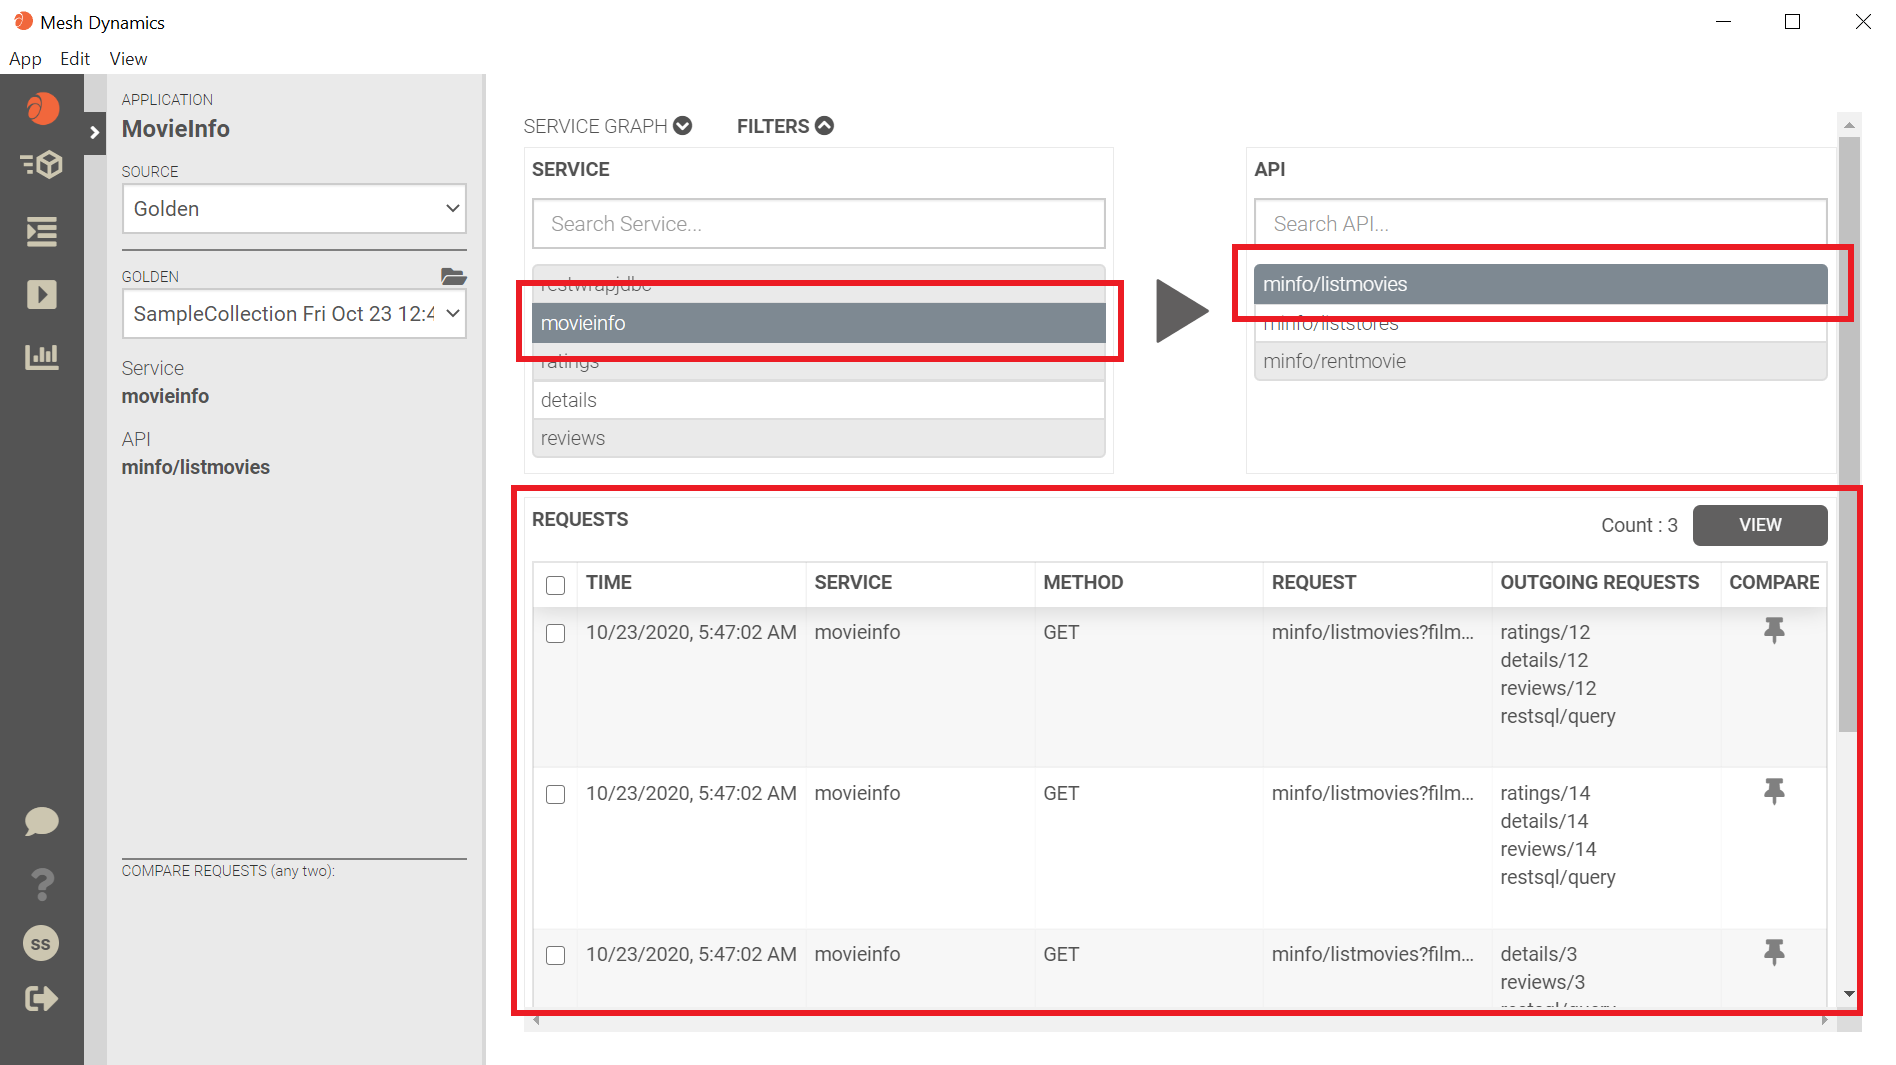 Mesh Dynamics
App Edit View
APPLICATION
MovieInfo
SOURCE
Golden
GOLDEN
SampleCollection Fri Oct 23 12:4
Service
movieinfo
API
minfo/listmovies
COMPARE REQUESTS (any two):
ss
SERVICE GRAPH FILTERS
SERVICE
Search Service...
restwrapjdbc
movieinfo
ratings
details
reviews
API
Search API...
minfo/listmovies
minfo/liststores
minfo/rentmovie
REQUESTS
Count : 3 VIEW
TIME SERVICE METHOD REQUEST OUTGOING REQUESTS COMPARE
10/23/2020, 5:47:02 AM movieinfo GET minfo/listmovies?film... ratings/12
details/12
reviews/12
restsql/query
10/23/2020, 5:47:02 AM movieinfo GET minfo/listmovies?film... ratings/14
details/14
reviews/14
restsql/query
10/23/2020, 5:47:02 AM movieinfo GET minfo/listmovies?film... details/3
reviews/3
restsql/query